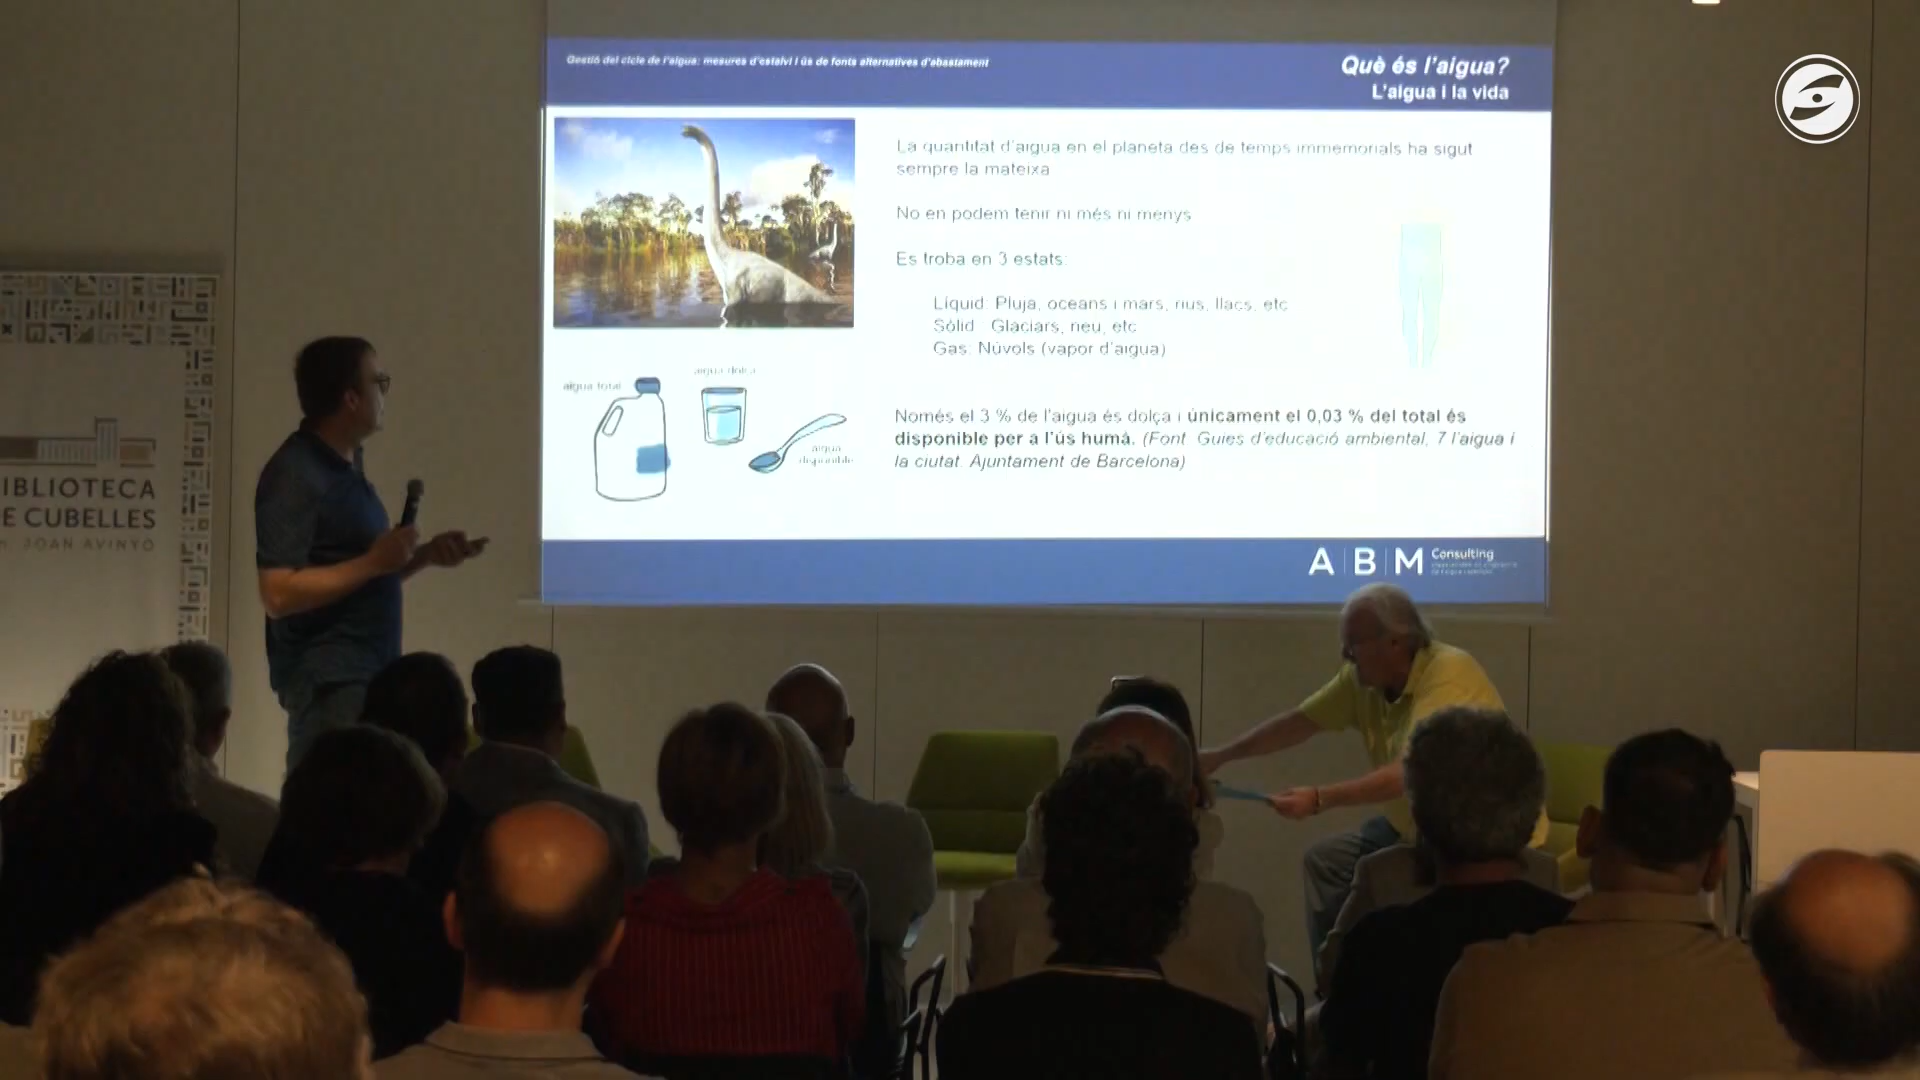 Gestió del cicle de l'aigua: mesures d'estalvi i ús de fonts alternatives d'abastament
Què és l'aigua?
L'aigua i la vida
La quantitat d'aigua en el planeta des de temps immemorials ha sigut
sempre la mateixa
No en podem tenir ni més ni menys
Es troba en 3 estats:
Líquid: Pluja, oceans i mars, rius, llacs, etc
Sòlid: Glaciars, neu, etc
Gas: Núvols (vapor d'aigua)
aigua total
aigua dolça
aigua
disponible
Només el 3 % de l'aigua és dolça i únicament el 0,03 % del total és
disponible per a l'ús humà. (Font: Guies d'educació ambiental, 7 l'aigua i
la ciutat. Ajuntament de Barcelona)
A B M Consulting
IBLIOTECA
E CUBELLES
JOAN AVINYÓ